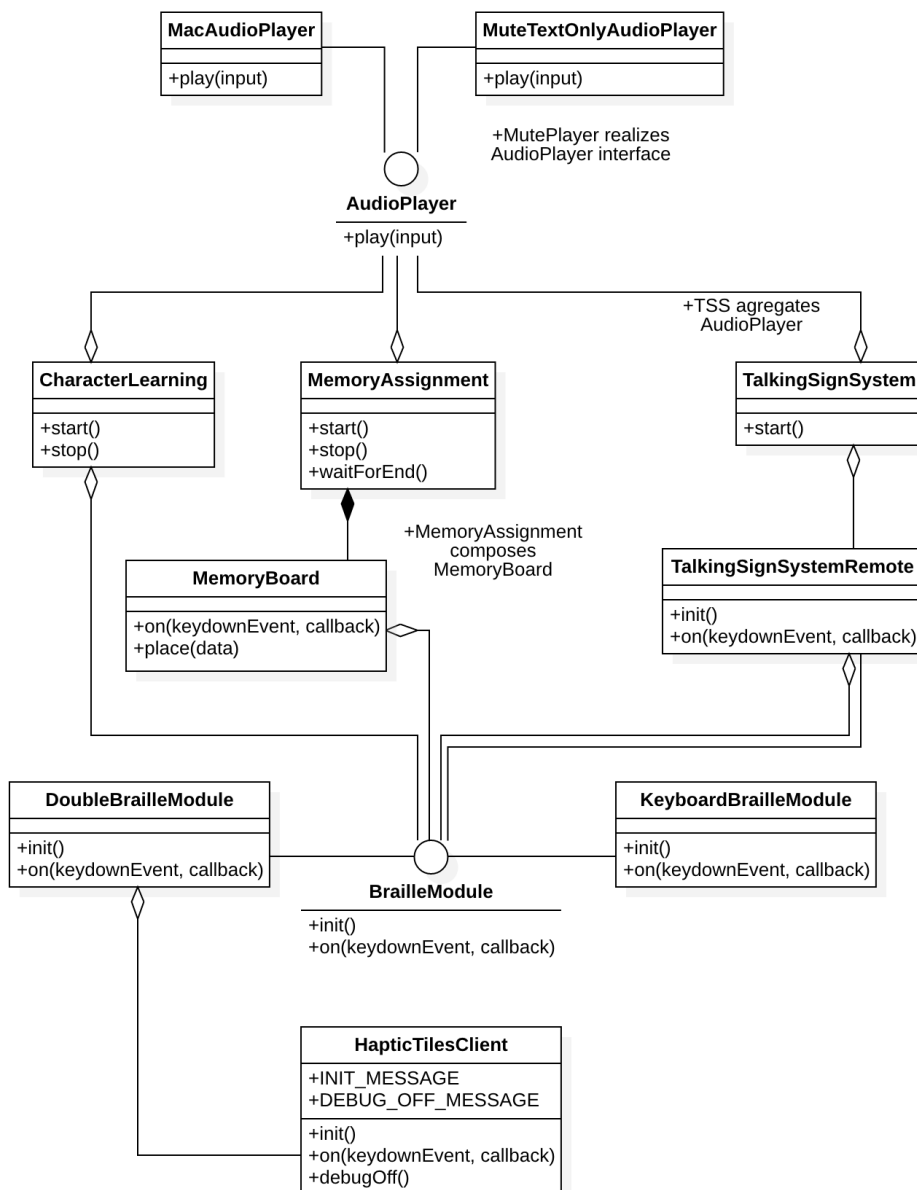 MacAudioPlayer
+play(input)
MuteTextOnlyAudioPlayer
+play(input)
+MutePlayer realizes
AudioPlayer interface
AudioPlayer
+play(input)
+TSS agregates
AudioPlayer
CharacterLearning
+start()
+stop()
MemoryAssignment
+start()
+stop()
+waitForEnd()
TalkingSignSystem
+start()
+MemoryAssignment
composes
MemoryBoard
MemoryBoard
+on(keydownEvent, callback)
+place(data)
TalkingSignSystemRemote
+init()
+on(keydownEvent, callback)
DoubleBrailleModule
+init()
+on(keydownEvent, callback)
KeyboardBrailleModule
+init()
+on(keydownEvent, callback)
BrailleModule
+init()
+on(keydownEvent, callback)
HapticTilesClient
+INIT_MESSAGE
+DEBUG_OFF_MESSAGE
+init()
+on(keydownEvent, callback)
+debugOff()